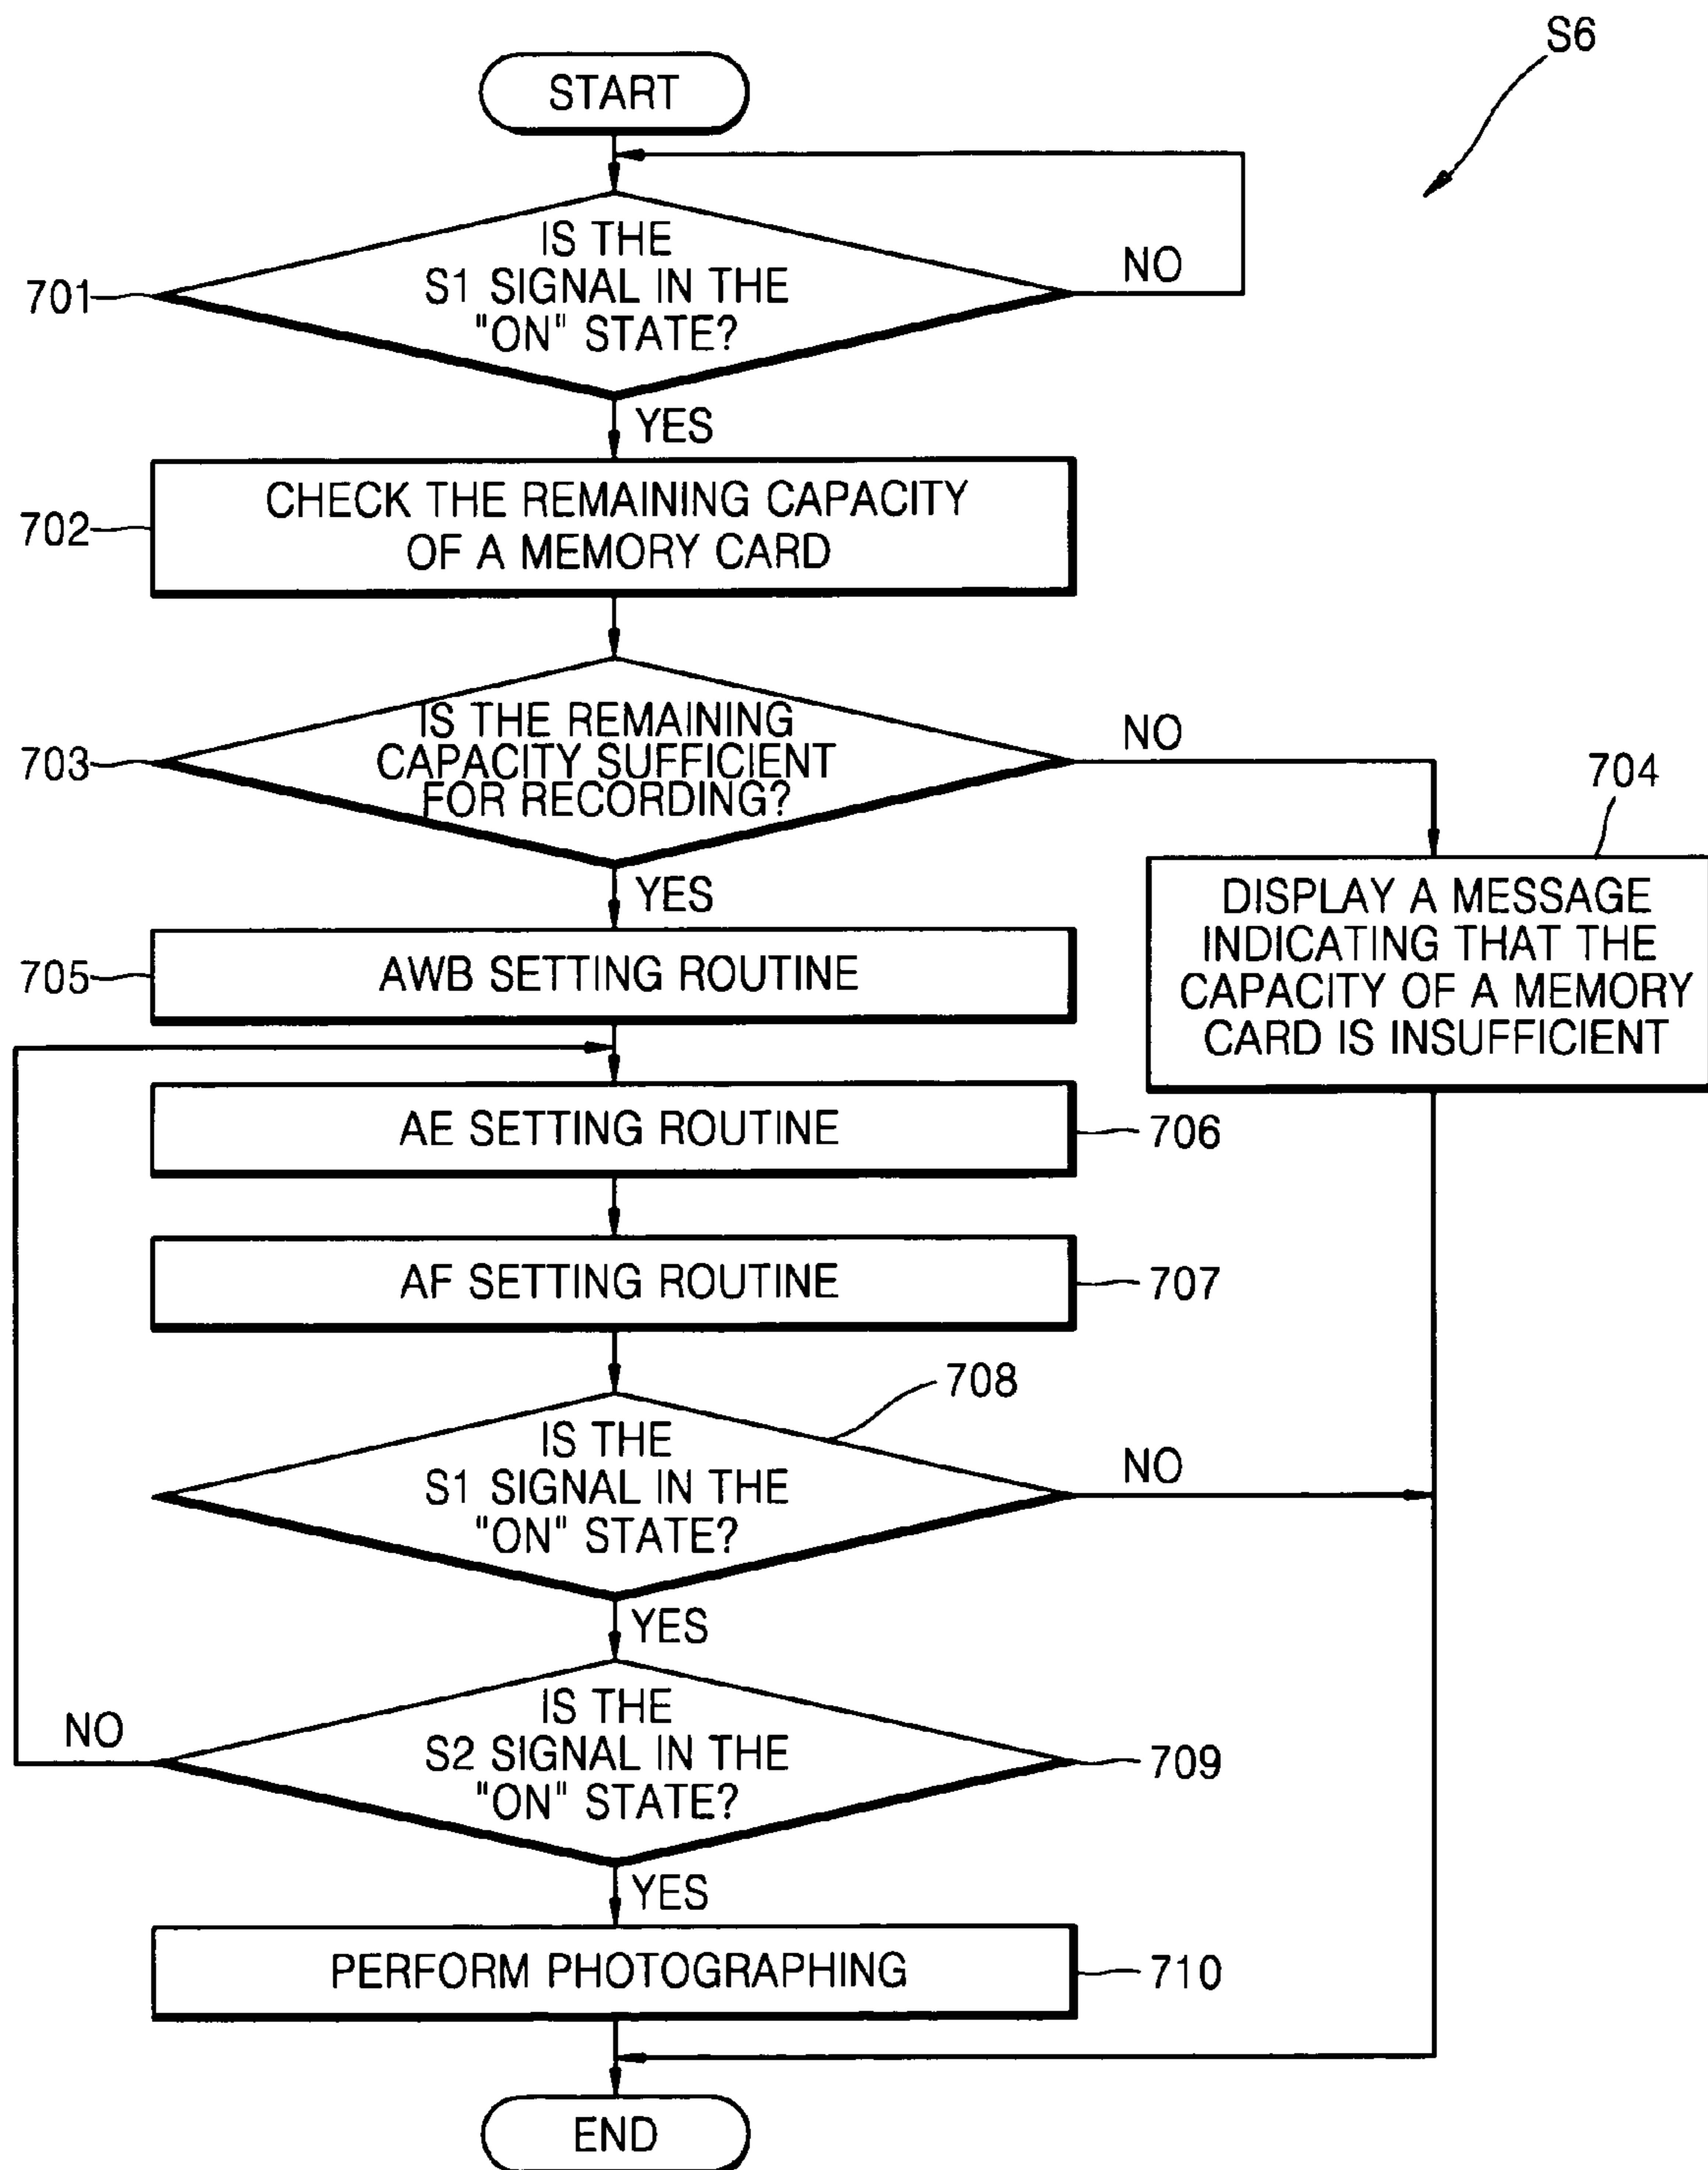 S6
START
IS THE
S1 SIGNAL IN THE
"ON" STATE?
NO
701
YES
CHECK THE REMAINING CAPACITY
OF A MEMORY CARD
702
IS THE REMAINING
CAPACITY SUFFICIENT
FOR RECORDING?
NO
703
704
YES
DISPLAY A MESSAGE
INDICATING THAT THE
CAPACITY OF A MEMORY
CARD IS INSUFFICIENT
AWB SETTING ROUTINE
705
AE SETTING ROUTINE
706
AF SETTING ROUTINE
707
708
IS THE
S1 SIGNAL IN THE
"ON" STATE?
NO
YES
IS THE
S2 SIGNAL IN THE
"ON" STATE?
NO
709
YES
PERFORM PHOTOGRAPHING
710
END